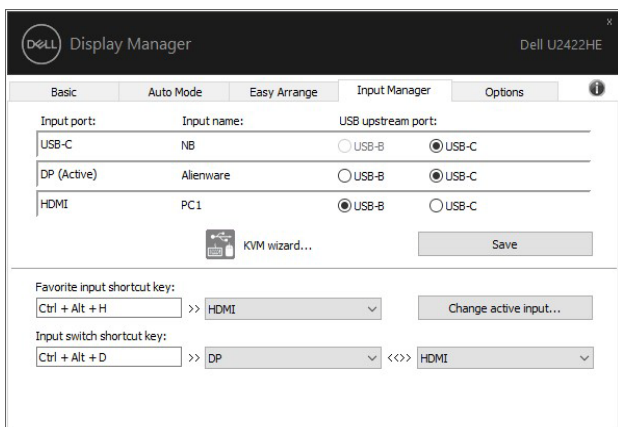 x
DELL Display Manager Dell U2422HE
Basic Auto Mode Easy Arrange Input Manager Options i
Input port: Input name: USB upstream port:
USB-C NB USB-B USB-C
DP (Active) Alienware USB-B USB-C
HDMI PC1 USB-B USB-C
KVM wizard... Save
Favorite input shortcut key:
Ctrl + Alt + H >> HDMI Change active input...
Input switch shortcut key:
Ctrl + Alt + D >> DP <<>> HDMI